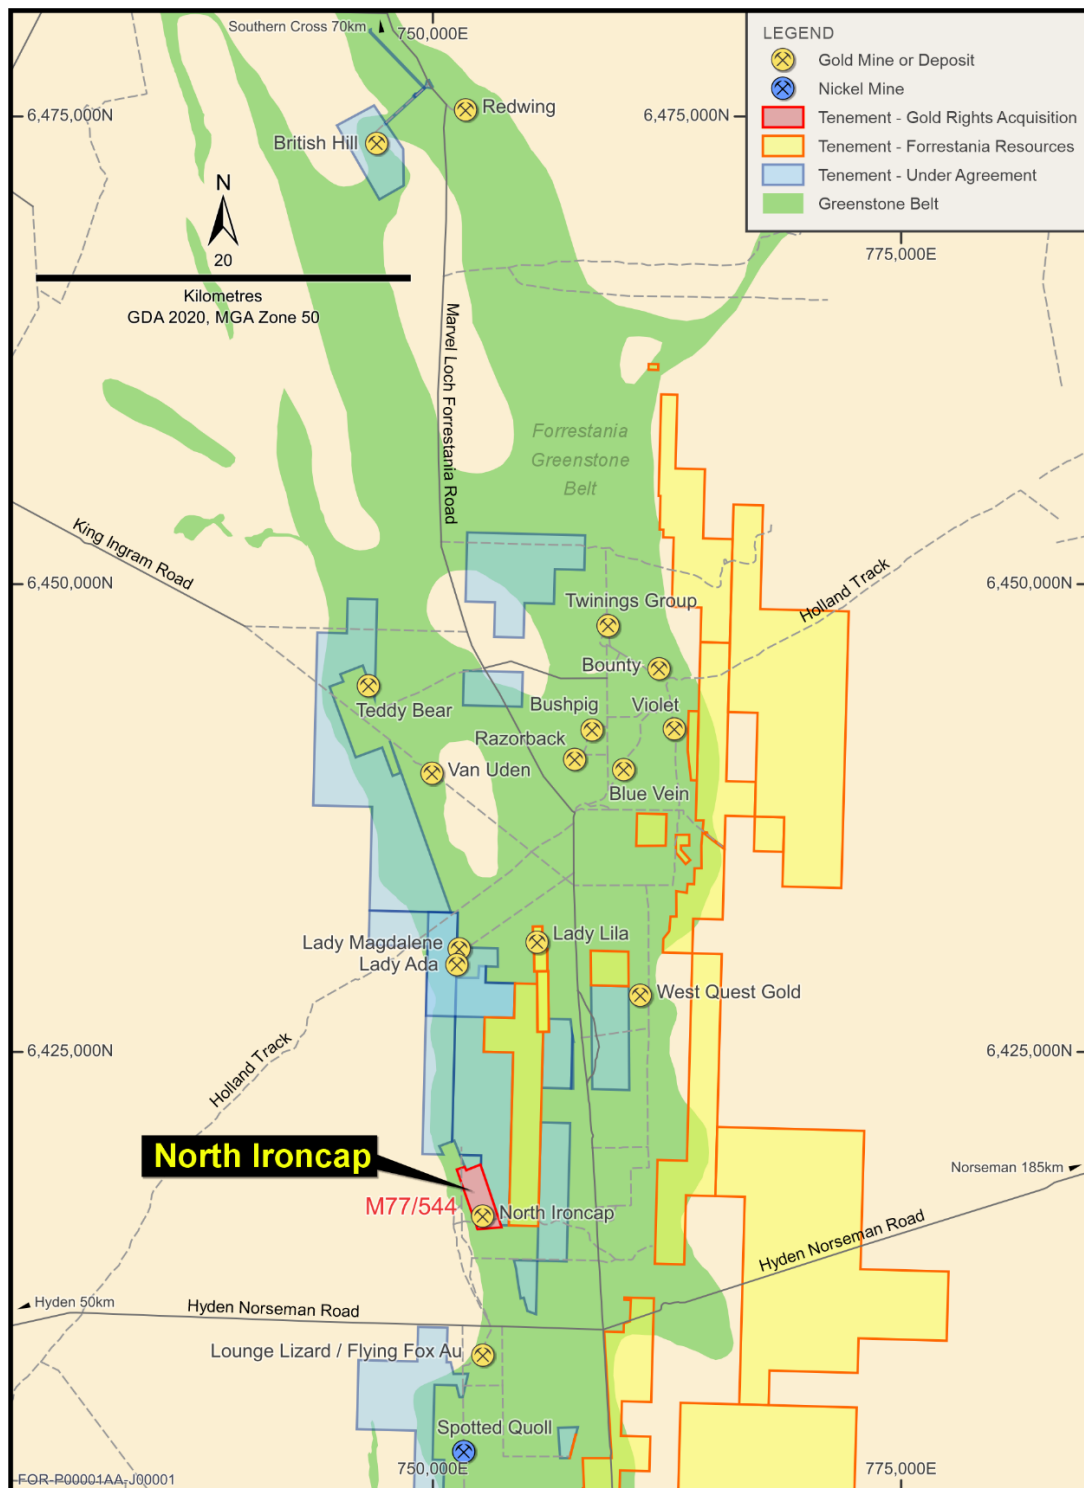 Southern Cross 70km
750,000E
LEGEND
Gold Mine or Deposit
Nickel Mine
Tenement - Gold Rights Acquisition
Tenement - Forrestania Resources
Tenement - Under Agreement
Greenstone Belt
6,475,000N
Redwing
6,475,000N
British Hill
N
775,000E
20
Kilometres
GDA 2020, MGA Zone 50
Marvel Loch Forrestania Road
Forrestania
Greenstone
Belt
King Ingram Road
6,450,000N
6,450,000N
Holland Track
Twinings Group
Bounty
Teddy Bear
Bushpig
Violet
Razorback
Van Uden
Blue Vein
Lady Magdalene
Lady Lila
Lady Ada
West Quest Gold
6,425,000N
6,425,000N
Holland Track
North Ironcap
Norseman 185km
M77/544
North Ironcap
Hyden Norseman Road
Hyden 50km
Hyden Norseman Road
Lounge Lizard / Flying Fox Au
Spotted Quoll
750,000E
775,000E
FOR-P00001AA-J00001